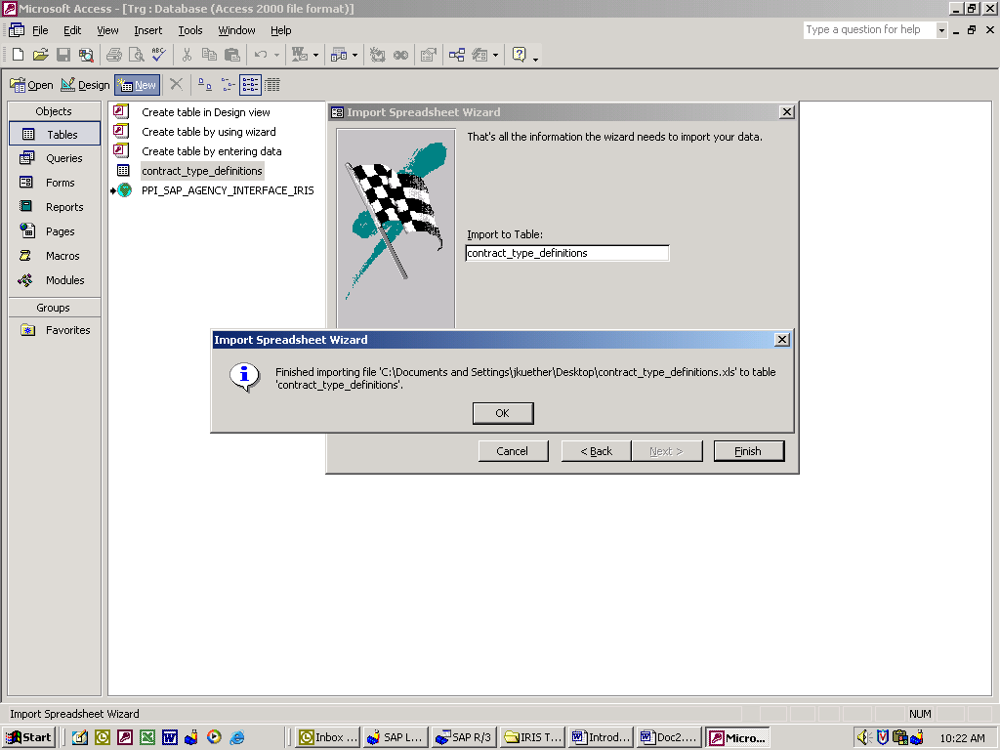 Microsoft Access - [Trg : Database (Access 2000 file format)]
File Edit View Insert Tools Window Help
Type a question for help
Open Design New
Objects
Tables
Queries
Forms
Reports
Pages
Macros
Modules
Groups
Favorites
Create table in Design view
Create table by using wizard
Create table by entering data
contract_type_definitions
PPI_SAP_AGENCY_INTERFACE_IRIS
Import Spreadsheet Wizard
That's all the information the wizard needs to import your data.
Import to Table:
contract_type_definitions
Import Spreadsheet Wizard
Finished importing file 'C:\Documents and Settings\jkuether\Desktop\contract_type_definitions.xls' to table
'contract_type_definitions'.
OK
Cancel < Back Next > Finish
Import Spreadsheet Wizard
NUM
Start Inbox ... SAP L... SAP R/3 IRIS T... Introd... Doc2.... Micro... 10:22 AM